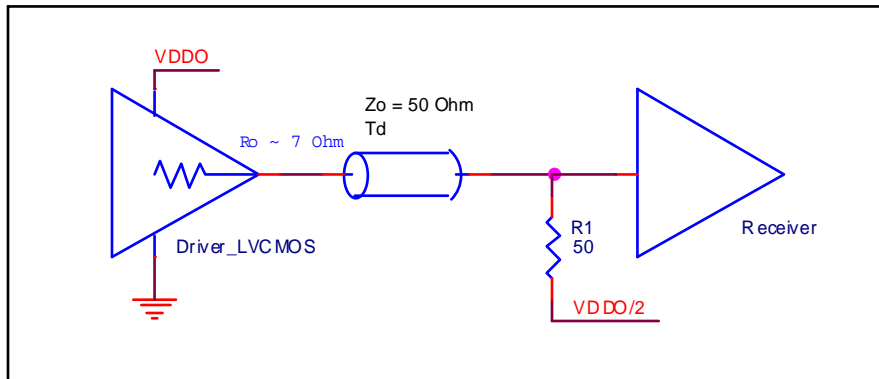 VDDO
Zo = 50 Ohm
Td
Ro ~ 7 Ohm
Driver_LVCMOS
R1
50
Receiver
VDDO/2